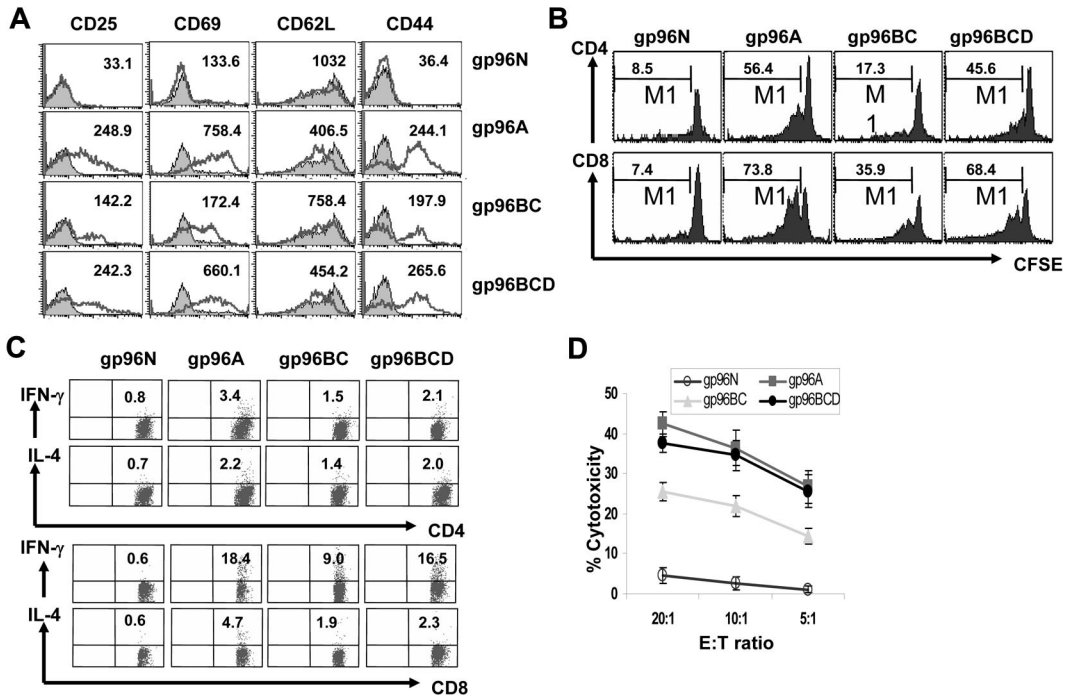 A
CD25 CD69 CD62L CD44
33.1 133.6 1032 36.4 gp96N
248.9 758.4 406.5 244.1 gp96A
142.2 172.4 758.4 197.9 gp96BC
242.3 660.1 454.2 265.6 gp96BCD
B
gp96N gp96A gp96BC gp96BCD
CD4
8.5 56.4 17.3 45.6
M1 M1 M M1
1
CD8
7.4 73.8 35.9 68.4
M1 M1 M1 M1
CFSE
C
gp96N gp96A gp96BC gp96BCD
IFN-γ
0.8 3.4 1.5 2.1
IL-4
0.7 2.2 1.4 2.0
CD4
IFN-γ
0.6 18.4 9.0 16.5
IL-4
0.6 4.7 1.9 2.3
CD8
D
gp96N gp96A
gp96BC gp96BCD
% Cytotoxicity
50
40
30
20
10
0
20:1 10:1 5:1
E:T ratio